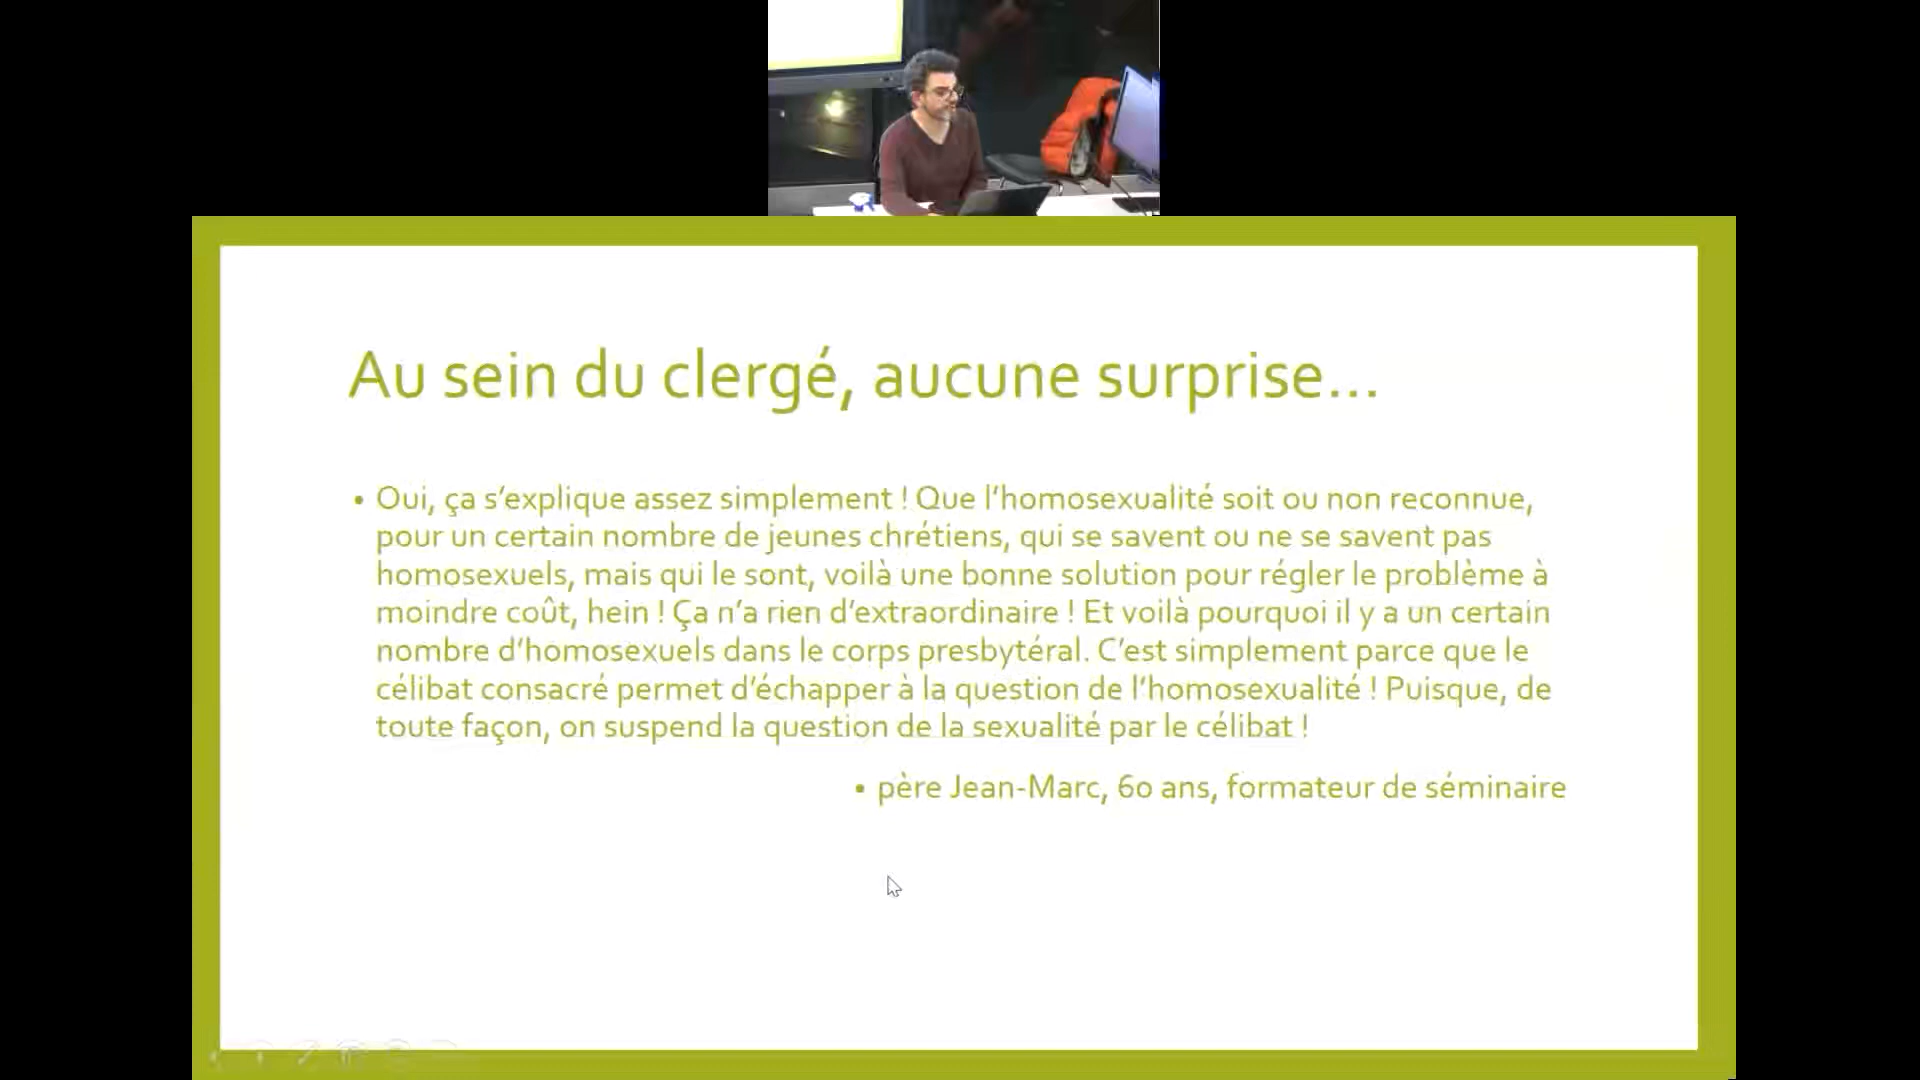 Au sein du clergé, aucune surprise...
• Oui, ça s'explique assez simplement ! Que l'homosexualité soit ou non reconnue,
pour un certain nombre de jeunes chrétiens, qui se savent ou ne se savent pas
homosexuels, mais qui le sont, voilà une bonne solution pour régler le problème à
moindre coût, hein ! Ça n'a rien d'extraordinaire ! Et voilà pourquoi il y a un certain
nombre d'homosexuels dans le corps presbytéral. C'est simplement parce que le
célibat consacré permet d'échapper à la question de l'homosexualité ! Puisque, de
toute façon, on suspend la question de la sexualité par le célibat !
• père Jean-Marc, 60 ans, formateur de séminaire